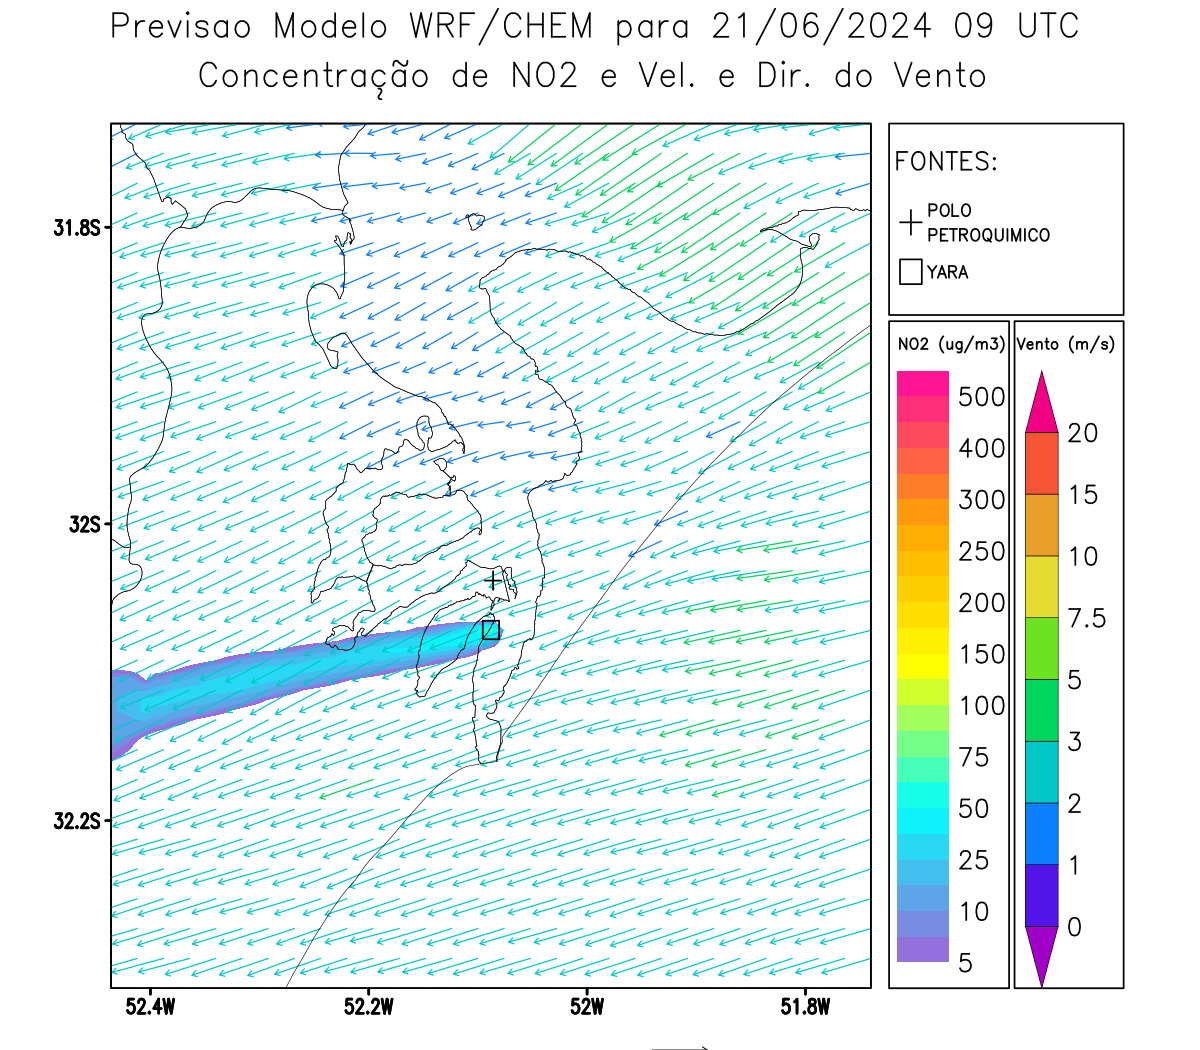 Previsao Modelo WRF/CHEM para 21/06/2024 09 UTC
Concentração de NO2 e Vel. e Dir. do Vento
FONTES:
POLO
PETROQUIMICO
YARA
NO2 (ug/m3)
500
400
300
250
200
150
100
75
50
25
10
5
Vento (m/s)
20
15
10
7.5
5
3
2
1
0
31.8S
32S
32.2S
52.4W
52.2W
52W
51.8W